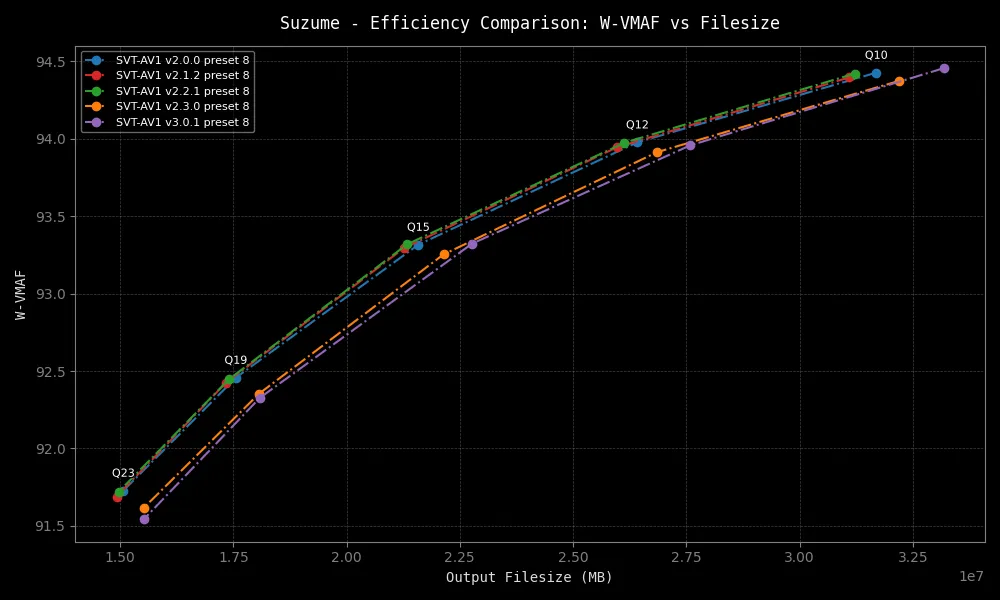 Suzume - Efficiency Comparison: W-VMAF vs Filesize
SVT-AV1 v2.0.0 preset 8
SVT-AV1 v2.1.2 preset 8
SVT-AV1 v2.2.1 preset 8
SVT-AV1 v2.3.0 preset 8
SVT-AV1 v3.0.1 preset 8
Q10
Q12
Q15
Q19
Q23
W-VMAF
94.5
94.0
93.5
93.0
92.5
92.0
91.5
1.50 1.75 2.00 2.25 2.50 2.75 3.00 3.25
1e7
Output Filesize (MB)